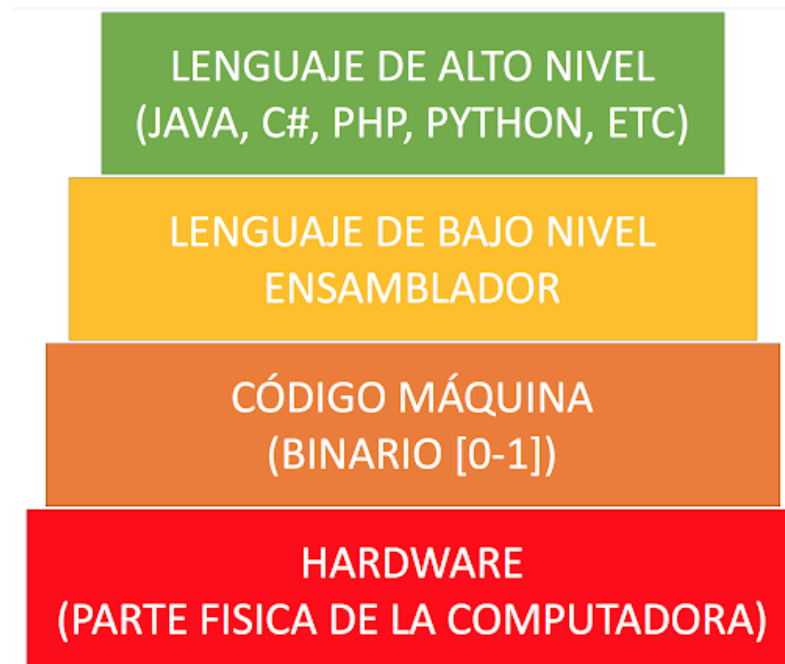 LENGUAJE DE ALTO NIVEL
(JAVA, C#, PHP, PYTHON, ETC)
LENGUAJE DE BAJO NIVEL
ENSAMBLADOR
CÓDIGO MÁQUINA
(BINARIO [0-1])
HARDWARE
(PARTE FISICA DE LA COMPUTADORA)